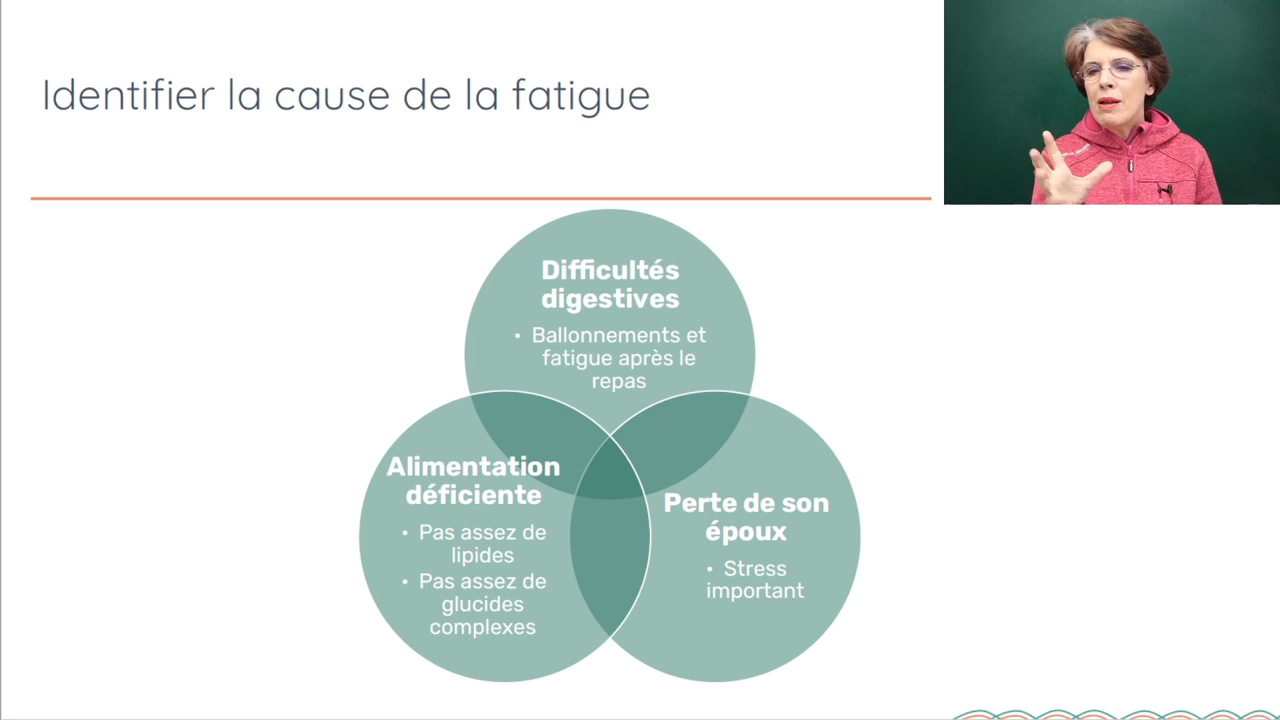 Identifier la cause de la fatigue
Difficultés
digestives
• Ballonnements et
fatigue après le
repas
Alimentation
déficiente
• Pas assez de
lipides
• Pas assez de
glucides
complexes
Perte de son
époux
• Stress
important